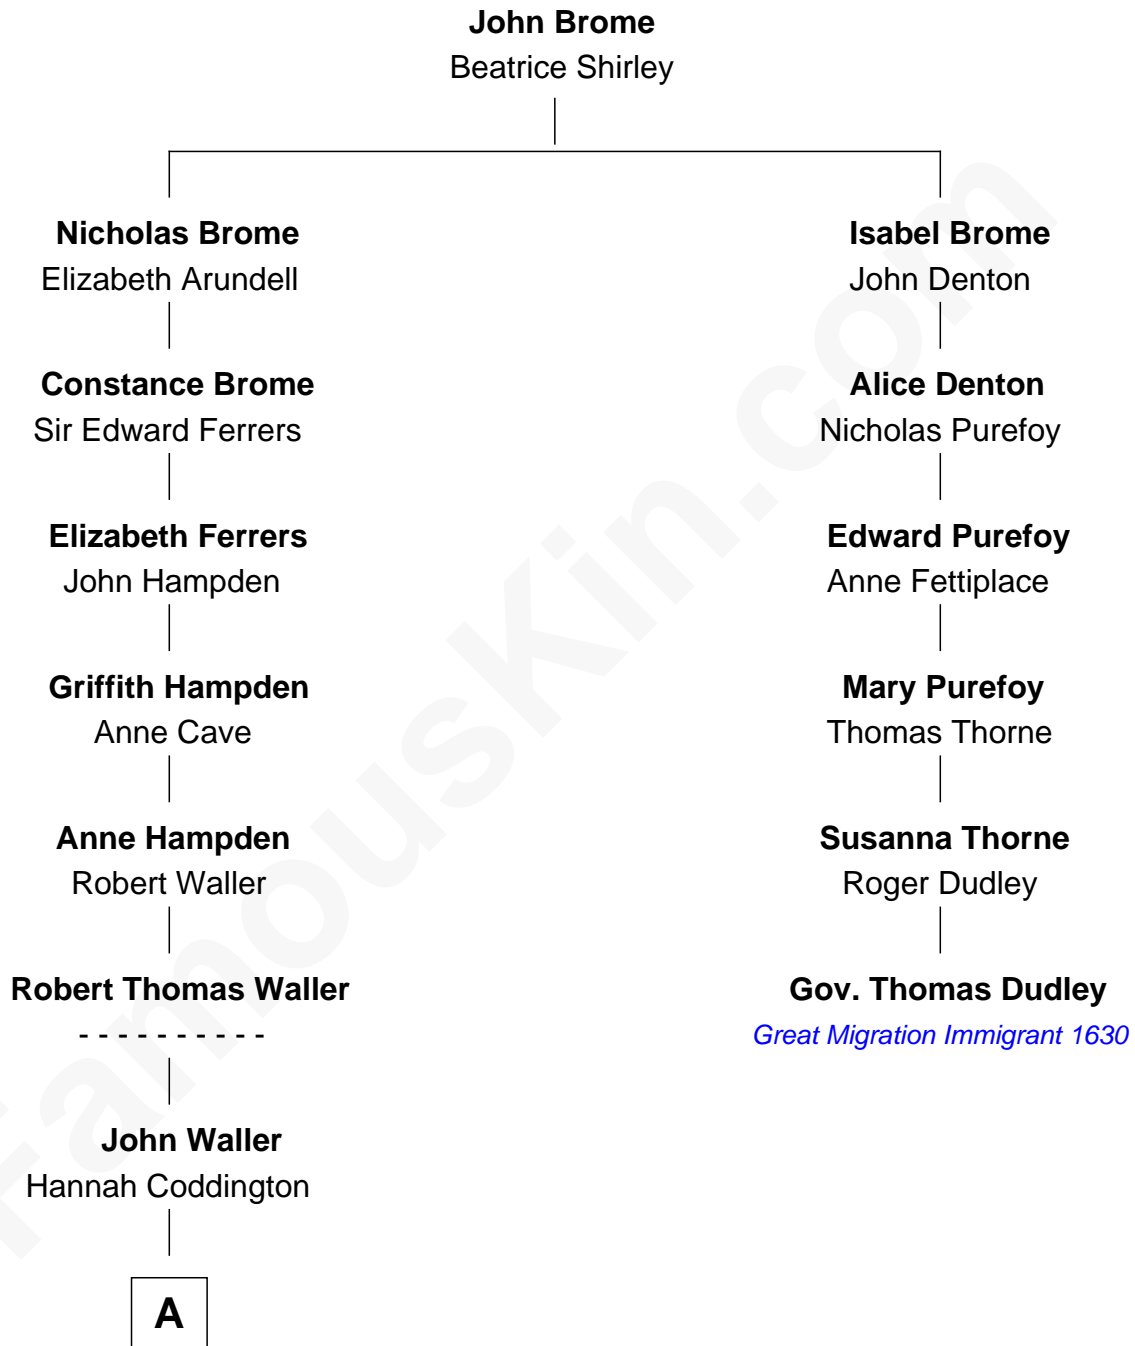 John Brome
Beatrice Shirley
Nicholas Brome
Elizabeth Arundell
Constance Brome
Sir Edward Ferrers
Elizabeth Ferrers
John Hampden
Griffith Hampden
Anne Cave
Anne Hampden
Robert Waller
Robert Thomas Waller
- - - - - - - - - -
John Waller
Hannah Coddington
A
Isabel Brome
John Denton
Alice Denton
Nicholas Purefoy
Edward Purefoy
Anne Fettiplace
Mary Purefoy
Thomas Thorne
Susanna Thorne
Roger Dudley
Gov. Thomas Dudley
Great Migration Immigrant 1630
FamousKin.com